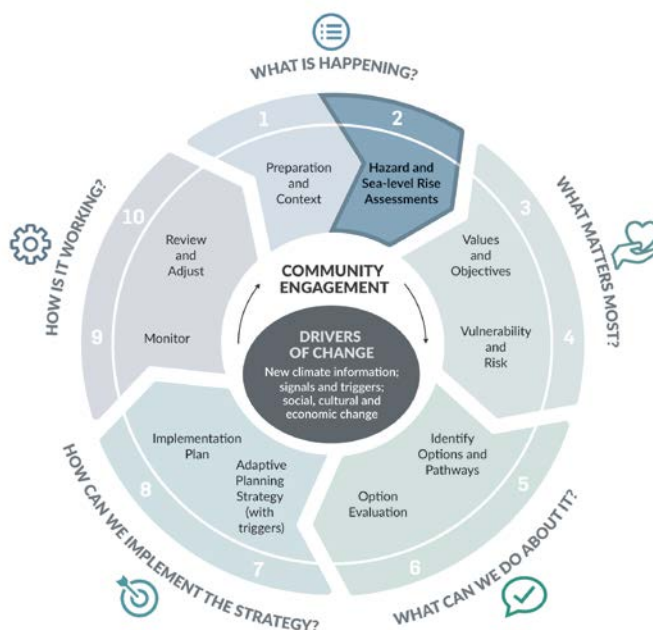 WHAT IS HAPPENING?
1
Preparation
and
Context
2
Hazard and
Sea-level Rise
Assessments
WHAT MATTERS MOST?
3
Values
and
Objectives
4
Vulnerability
and
Risk
WHAT CAN WE DO ABOUT IT?
5
Identify
Options and
Pathways
6
Option
Evaluation
HOW CAN WE IMPLEMENT THE STRATEGY?
7
Adaptive
Planning
Strategy
(with
triggers)
8
Implementation
Plan
HOW IS IT WORKING?
9
Monitor
10
Review
and
Adjust
COMMUNITY
ENGAGEMENT
DRIVERS
OF CHANGE
New climate information;
signals and triggers;
social, cultural and
economic change